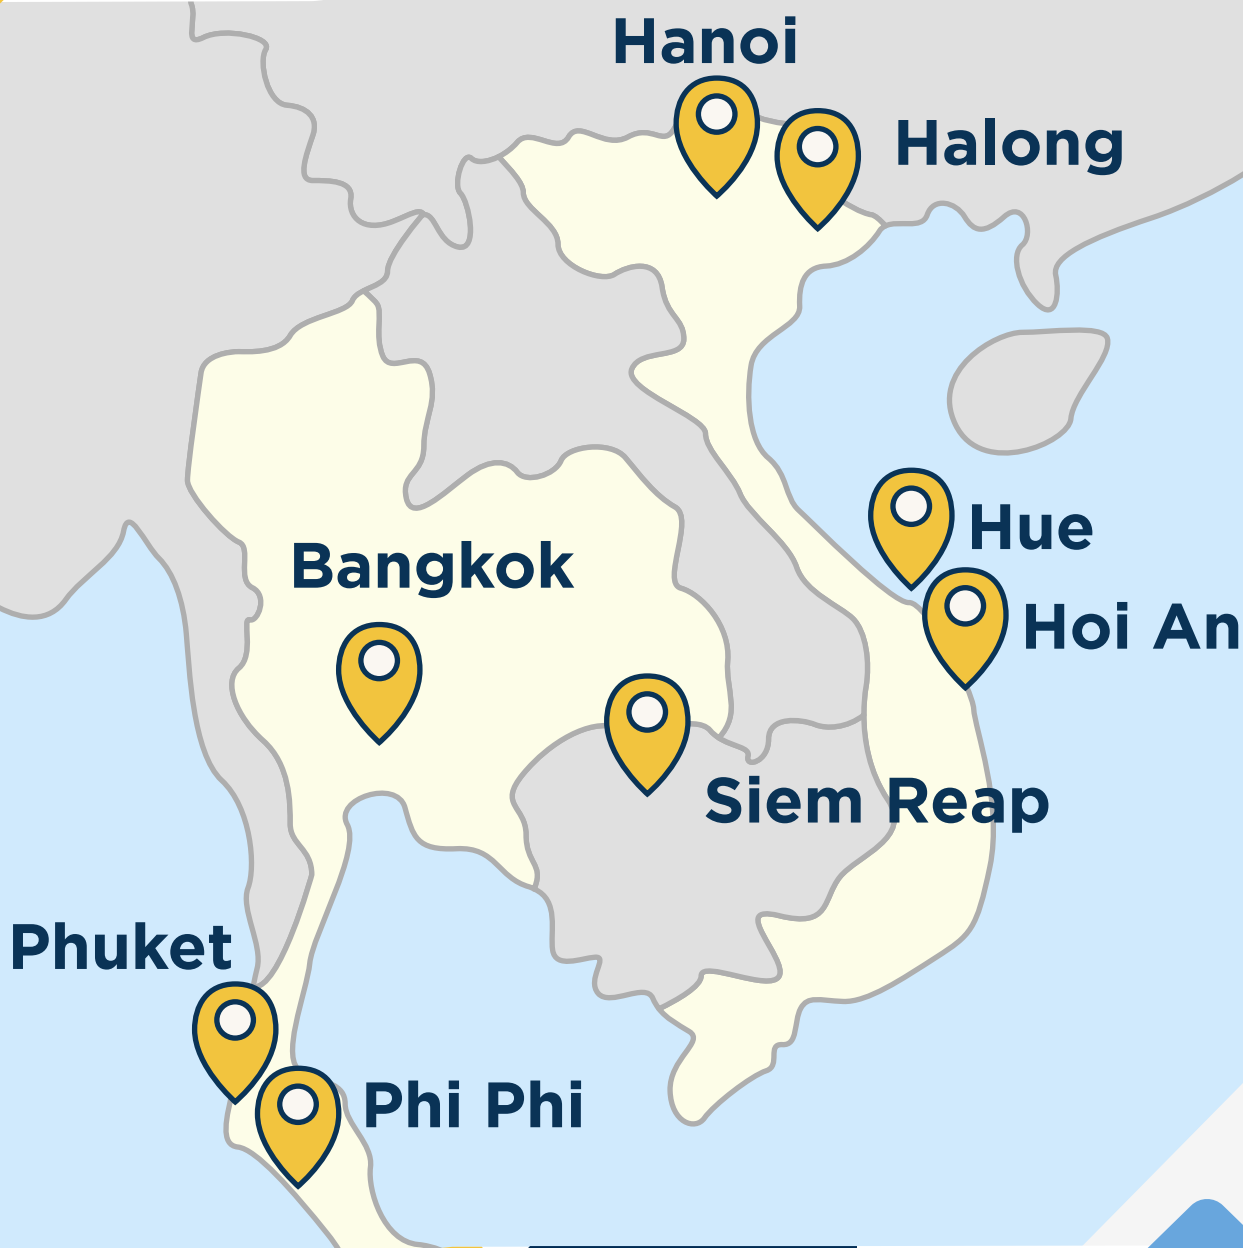 Hanoi
Halong
Hue
Bangkok
Hoi An
Siem Reap
Phuket
Phi Phi